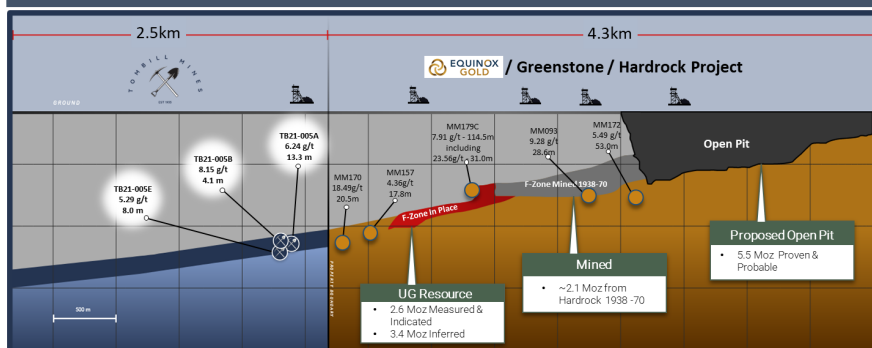 2.5km
4.3km
TOMBILL MINES
EST 1935
EQUINOX
GOLD
/ Greenstone / Hardrock Project
GROUND
TB21-005A
6.24 g/t
13.3 m
TB21-005B
8.15 g/t
4.1 m
TB21-005E
5.29 g/t
8.0 m
MM170
18.49g/t
20.5m
MM157
4.36g/t
17.8m
MM179C
7.91 g/t - 114.5m
including
23.56g/t - 31.0m
MM093
9.28 g/t
28.6m
MM172
5.49 g/t
53.0m
Open Pit
F-Zone Mined 1938-70
F-Zone In Place
PROPERTY BOUNDARY
500 m
UG Resource
• 2.6 Moz Measured &
Indicated
• 3.4 Moz Inferred
Mined
• ~2.1 Moz from
Hardrock 1938 -70
Proposed Open Pit
• 5.5 Moz Proven &
Probable